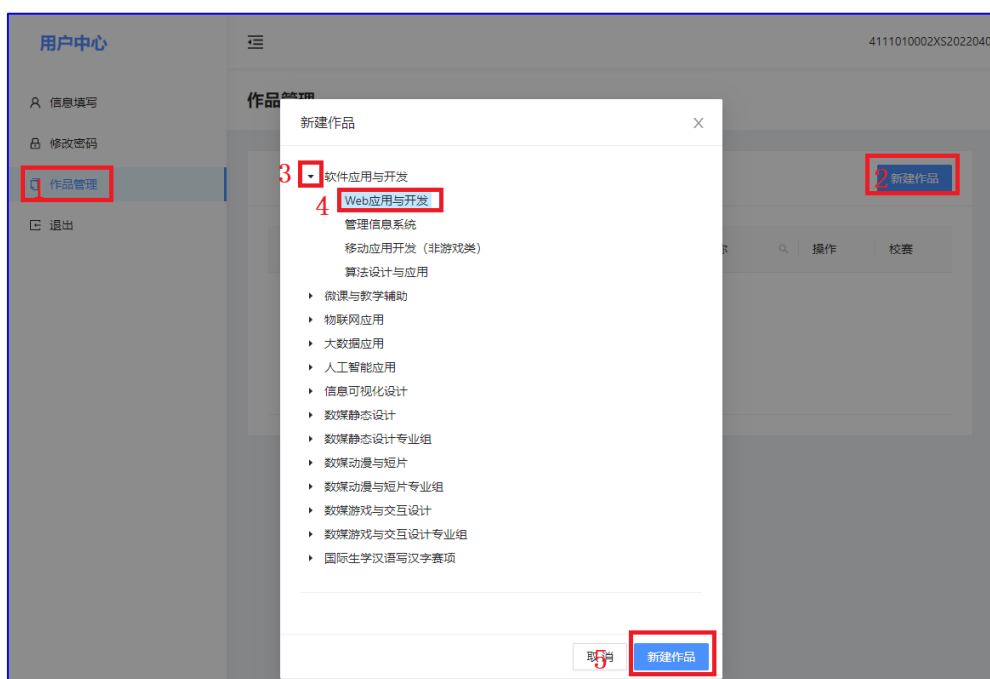 用户中心
4111010002XS2022040
信息填写
作品管理
修改密码
1 作品管理
退出
新建作品
2 新建作品
3 软件应用与开发
4 Web应用与开发
管理信息系统
移动应用开发（非游戏类）
算法设计与应用
操作
校赛
微课与教学辅助
物联网应用
大数据应用
人工智能应用
信息可视化设计
数媒静态设计
数媒静态设计专业组
数媒动漫与短片
数媒动漫与短片专业组
数媒游戏与交互设计
数媒游戏与交互设计专业组
国际生学汉语写汉字赛项
取消
5
新建作品